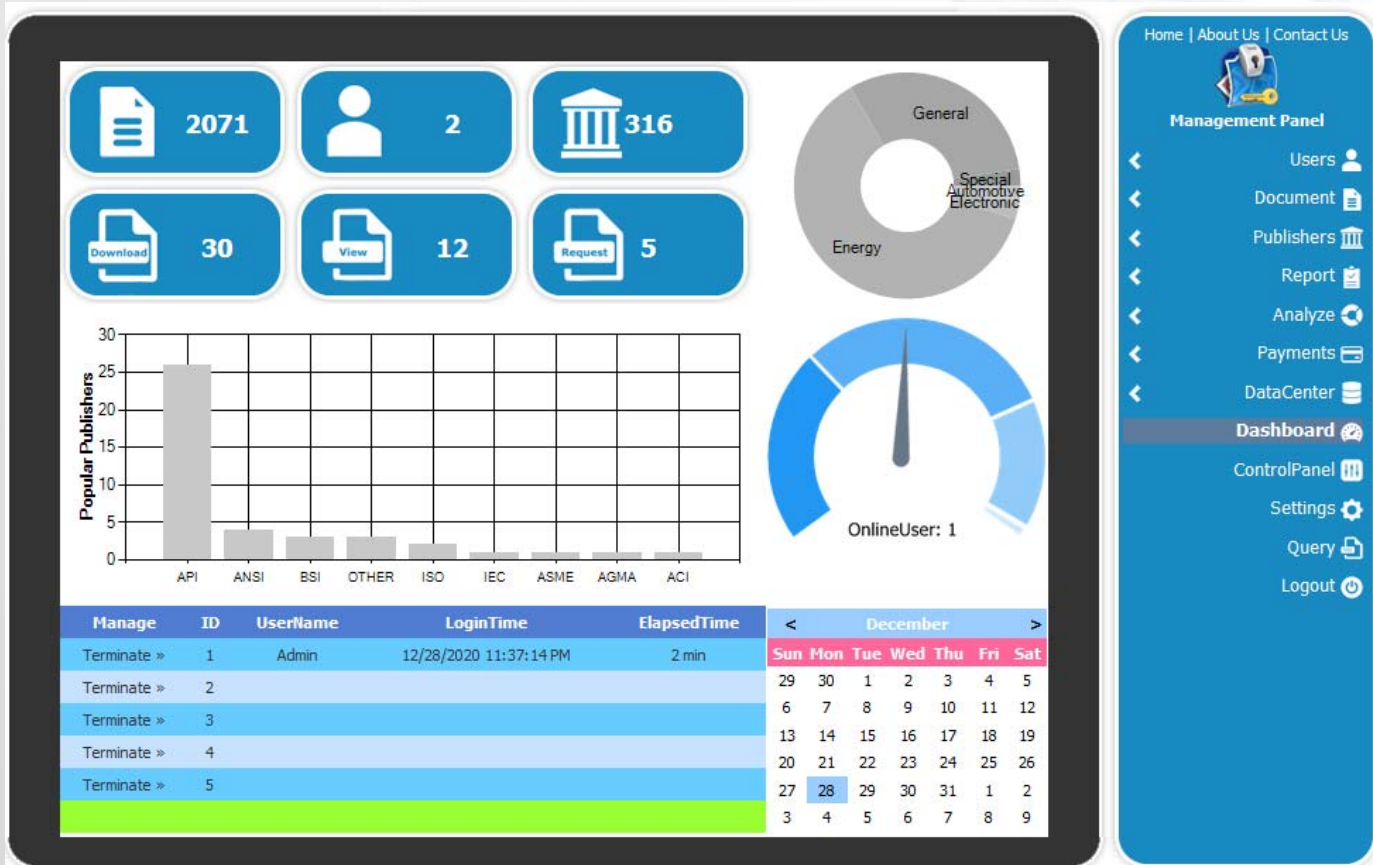 2071
2
316
Download 30
View 12
Request 5
General
Special
Automotive
Electronic
Energy
Popular Publishers
30
25
20
15
10
5
0
API ANSI BSI OTHER ISO IEC ASME AGMA ACI
OnlineUser: 1
Manage ID UserName LoginTime ElapsedTime
Terminate » 1 Admin 12/28/2020 11:37:14 PM 2 min
Terminate » 2
Terminate » 3
Terminate » 4
Terminate » 5
< December >
Sun Mon Tue Wed Thu Fri Sat
29 30 1 2 3 4 5
6 7 8 9 10 11 12
13 14 15 16 17 18 19
20 21 22 23 24 25 26
27 28 29 30 31 1 2
3 4 5 6 7 8 9
Home | About Us | Contact Us
Management Panel
Users
Document
Publishers
Report
Analyze
Payments
DataCenter
Dashboard
ControlPanel
Settings
Query
Logout